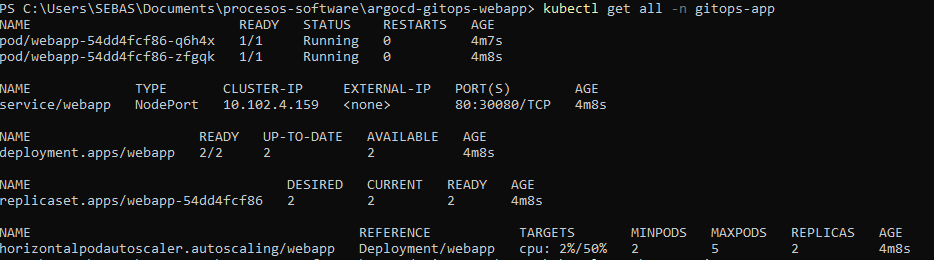 PS C:\Users\SEBAS\Documents\procesos-software\argocd-gitops-webapp> kubectl get all -n gitops-app
NAME READY STATUS RESTARTS AGE
pod/webapp-54dd4fcf86-q6h4x 1/1 Running 0 4m7s
pod/webapp-54dd4fcf86-zfgqk 1/1 Running 0 4m8s
NAME TYPE CLUSTER-IP EXTERNAL-IP PORT(S) AGE
service/webapp NodePort 10.102.4.159 <none> 80:30080/TCP 4m8s
NAME READY UP-TO-DATE AVAILABLE AGE
deployment.apps/webapp 2/2 2 2 4m8s
NAME DESIRED CURRENT READY AGE
replicaset.apps/webapp-54dd4fcf86 2 2 2 4m8s
NAME REFERENCE TARGETS MINPODS MAXPODS REPLICAS AGE
horizontalpodautoscaler.autoscaling/webapp Deployment/webapp cpu: 2%/50% 2 5 2 4m8s